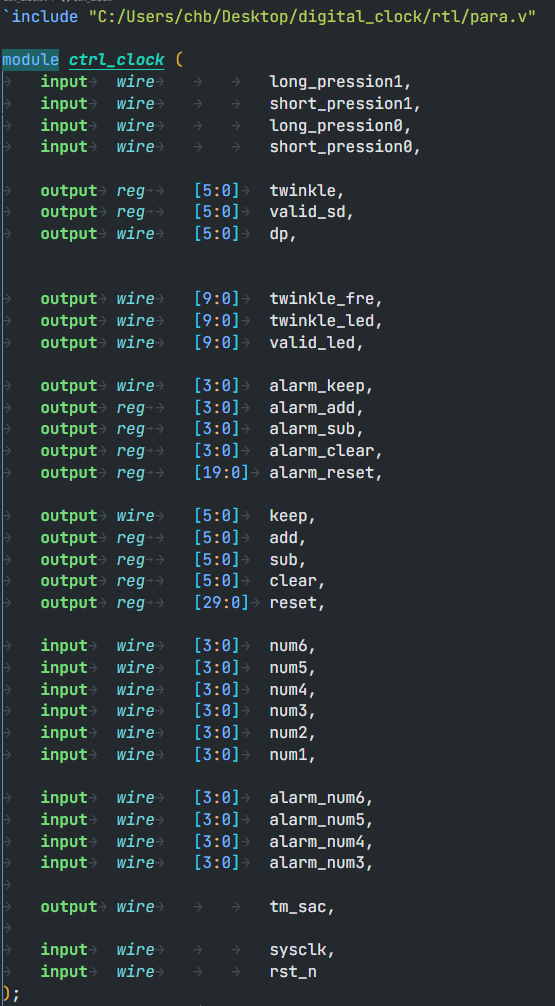 `include "C:/Users/chb/Desktop/digital_clock/rtl/para.v"
module ctrl_clock (
input wire long_pression1,
input wire short_pression1,
input wire long_pression0,
input wire short_pression0,
output reg [5:0] twinkle,
output reg [5:0] valid_sd,
output wire [5:0] dp,
output wire [9:0] twinkle_fre,
output wire [9:0] twinkle_led,
output wire [9:0] valid_led,
output wire [3:0] alarm_keep,
output reg [3:0] alarm_add,
output reg [3:0] alarm_sub,
output reg [3:0] alarm_clear,
output reg [19:0] alarm_reset,
output wire [5:0] keep,
output reg [5:0] add,
output reg [5:0] sub,
output reg [5:0] clear,
output reg [29:0] reset,
input wire [3:0] num6,
input wire [3:0] num5,
input wire [3:0] num4,
input wire [3:0] num3,
input wire [3:0] num2,
input wire [3:0] num1,
input wire [3:0] alarm_num6,
input wire [3:0] alarm_num5,
input wire [3:0] alarm_num4,
input wire [3:0] alarm_num3,
output wire tm_sac,
input wire sysclk,
input wire rst_n
);